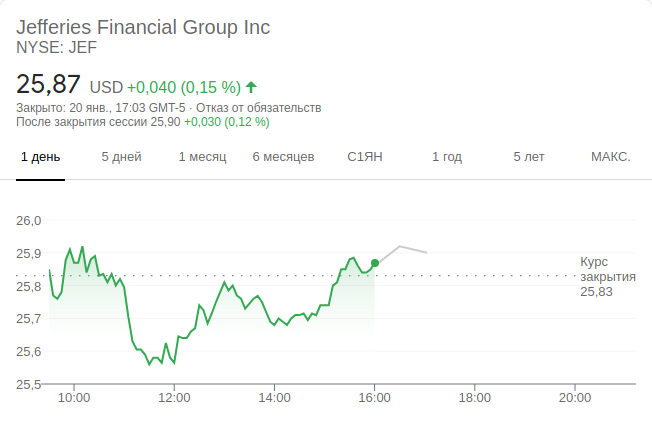 Jefferies Financial Group Inc
NYSE: JEF
25,87 USD +0,040 (0,15 %)
Закрыто: 20 янв., 17:03 GMT-5 · Отказ от обязательств
После закрытия сессии 25,90 +0,030 (0,12 %)
1 день 5 дней 1 месяц 6 месяцев С1ЯН 1 год 5 лет МАКС.
26,0
25,9
25,8
25,7
25,6
25,5
Курс
закрытия
25,83
10:00 12:00 14:00 16:00 18:00 20:00